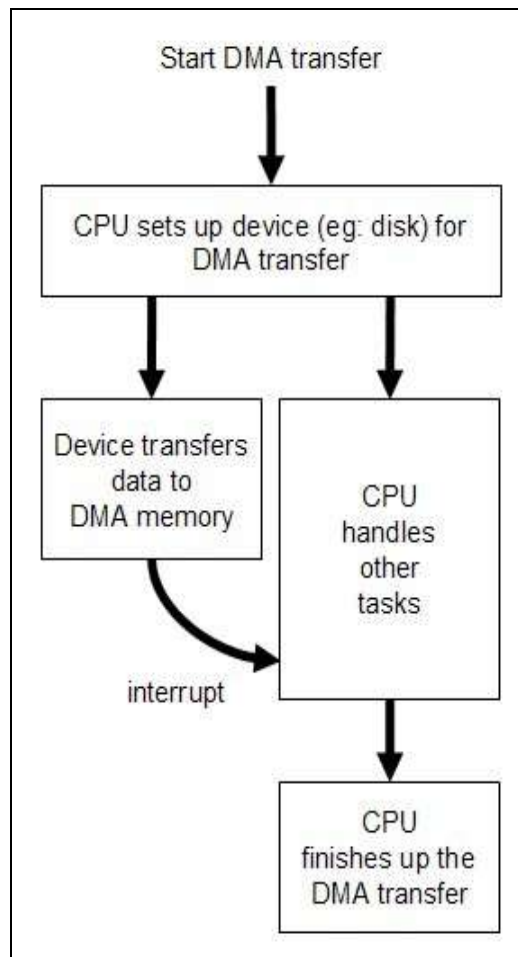 Start DMA transfer
CPU sets up device (eg: disk) for
DMA transfer
Device transfers
data to
DMA memory
CPU
handles
other
tasks
interrupt
CPU
finishes up the
DMA transfer